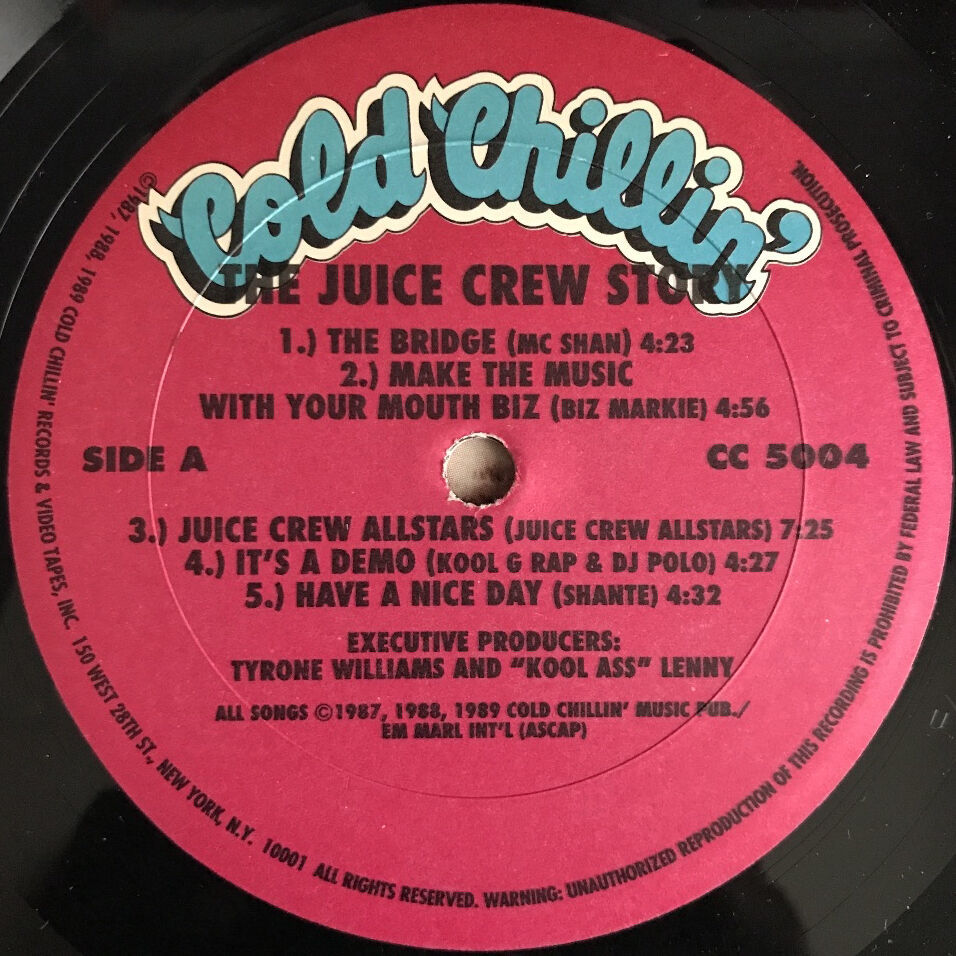 Cold Chillin'
THE JUICE CREW STORY
1.) THE BRIDGE (MC SHAN) 4:23
2.) MAKE THE MUSIC
WITH YOUR MOUTH BIZ (BIZ MARKIE) 4:56
SIDE A
CC 5004
3.) JUICE CREW ALLSTARS (JUICE CREW ALLSTARS) 7:25
4.) IT'S A DEMO (KOOL G RAP & DJ POLO) 4:27
5.) HAVE A NICE DAY (SHANTE) 4:32
EXECUTIVE PRODUCERS:
TYRONE WILLIAMS AND "KOOL ASS" LENNY
ALL SONGS ©1987, 1988, 1989 COLD CHILLIN' MUSIC PUB./
EM MARL INT'L (ASCAP)
©1987, 1988, 1989 COLD CHILLIN' RECORDS & VIDEO TAPES, INC. 150 WEST 28TH ST., NEW YORK, N.Y. 10001 ALL RIGHTS RESERVED. WARNING: UNAUTHORIZED REPRODUCTION OF THIS RECORDING IS PROHIBITED BY FEDERAL LAW AND SUBJECT TO CRIMINAL PROSECUTION.